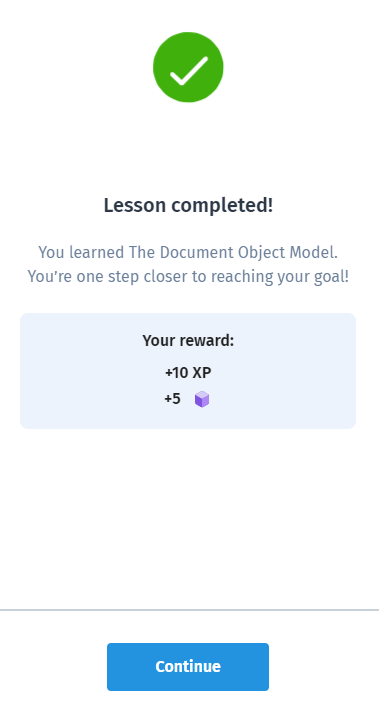 Lesson completed!
You learned The Document Object Model.
You’re one step closer to reaching your goal!
Your reward:
+10 XP
+5
Continue